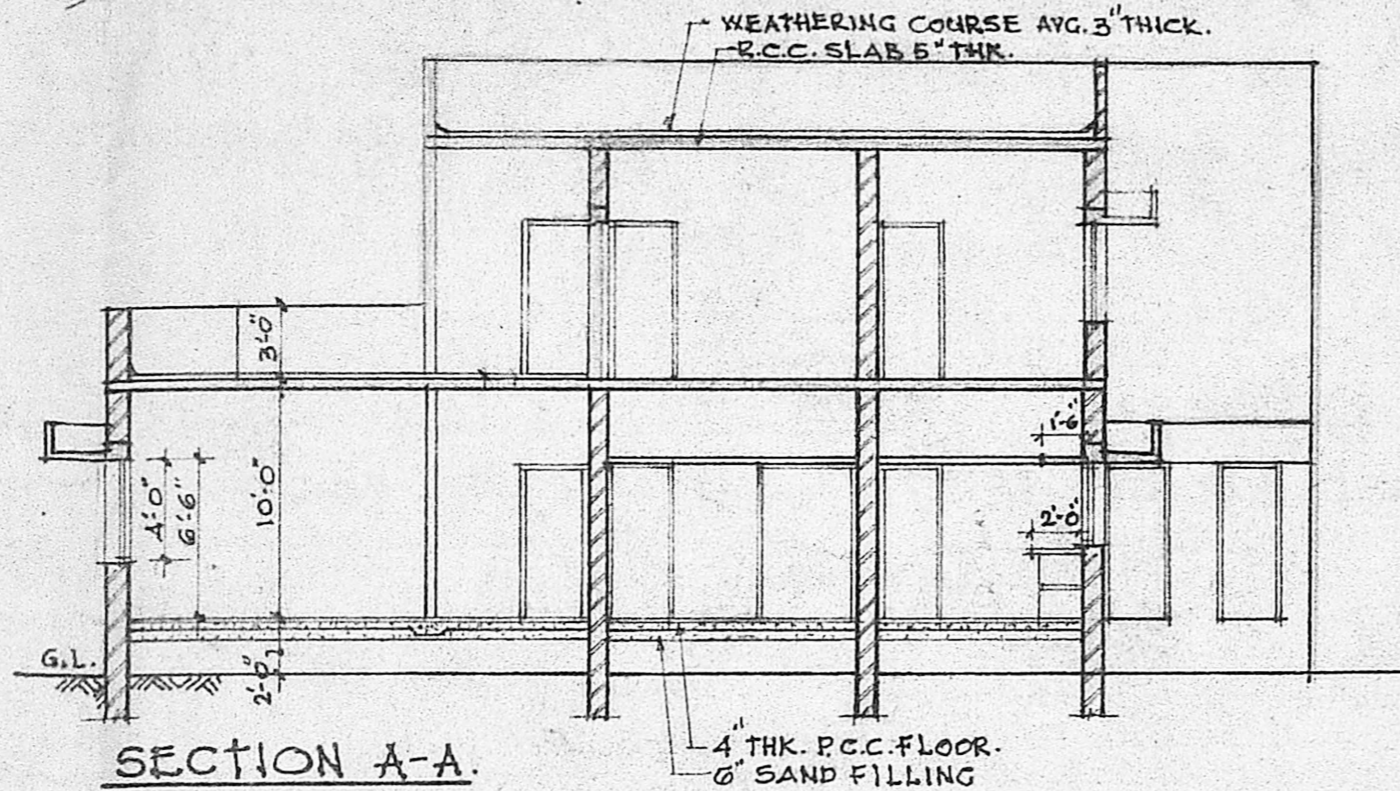 WEATHERING COURSE AVG. 3" THICK.
R.C.C. SLAB 5" THK.
3'-0"
1'-6"
4'-0"
6'-6"
10'-0"
2'-0"
G.L.
2'-0"
4" THK. P.C.C. FLOOR.
6" SAND FILLING
SECTION A-A.